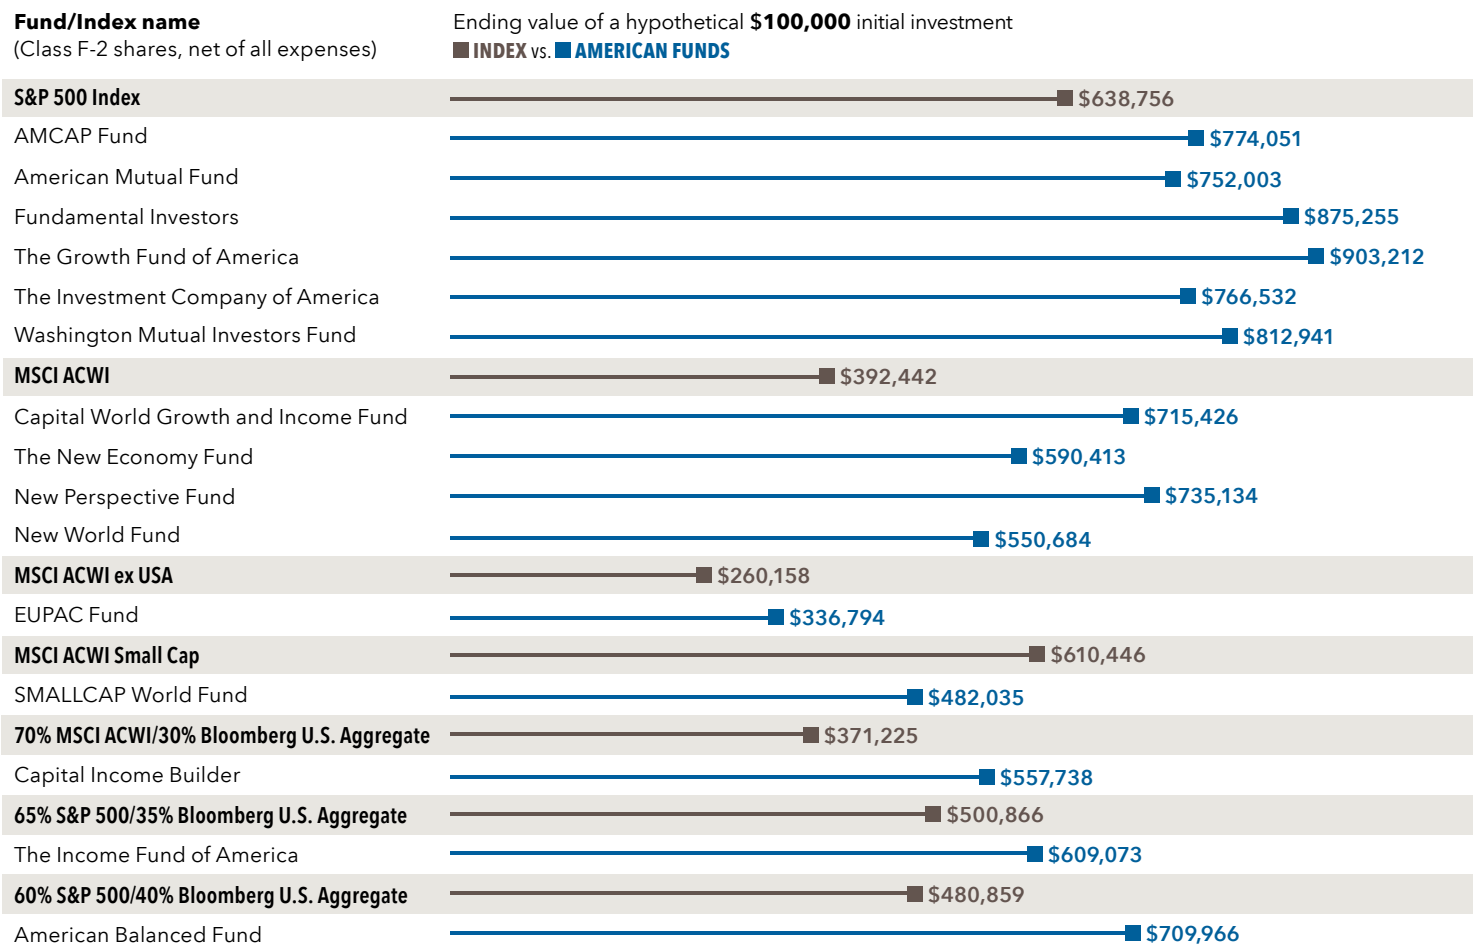 Fund/Index name
(Class F-2 shares, net of all expenses)
Ending value of a hypothetical $100,000 initial investment
INDEX vs. AMERICAN FUNDS
S&P 500 Index $638,756
AMCAP Fund $774,051
American Mutual Fund $752,003
Fundamental Investors $875,255
The Growth Fund of America $903,212
The Investment Company of America $766,532
Washington Mutual Investors Fund $812,941
MSCI ACWI $392,442
Capital World Growth and Income Fund $715,426
The New Economy Fund $590,413
New Perspective Fund $735,134
New World Fund $550,684
MSCI ACWI ex USA $260,158
EUPAC Fund $336,794
MSCI ACWI Small Cap $610,446
SMALLCAP World Fund $482,035
70% MSCI ACWI/30% Bloomberg U.S. Aggregate $371,225
Capital Income Builder $557,738
65% S&P 500/35% Bloomberg U.S. Aggregate $500,866
The Income Fund of America $609,073
60% S&P 500/40% Bloomberg U.S. Aggregate $480,859
American Balanced Fund $709,966